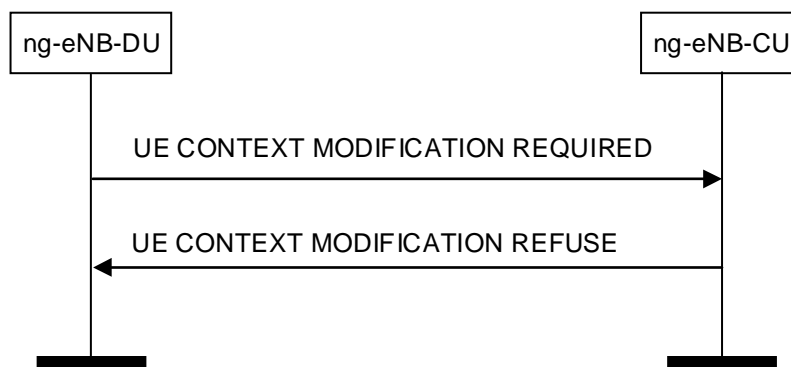 ng-eNB-DU
ng-eNB-CU
UE CONTEXT MODIFICATION REQUIRED
UE CONTEXT MODIFICATION REFUSE